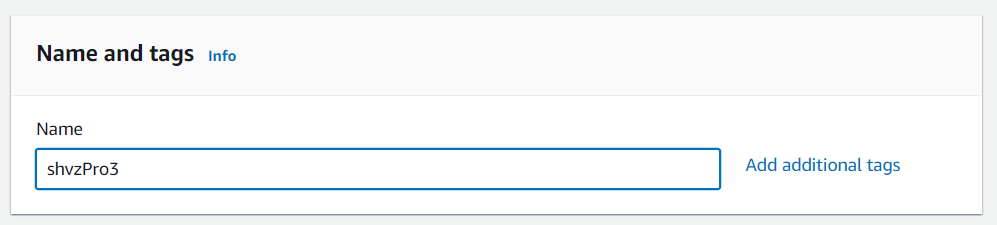 Name and tags Info
Name
shvzPro3
Add additional tags